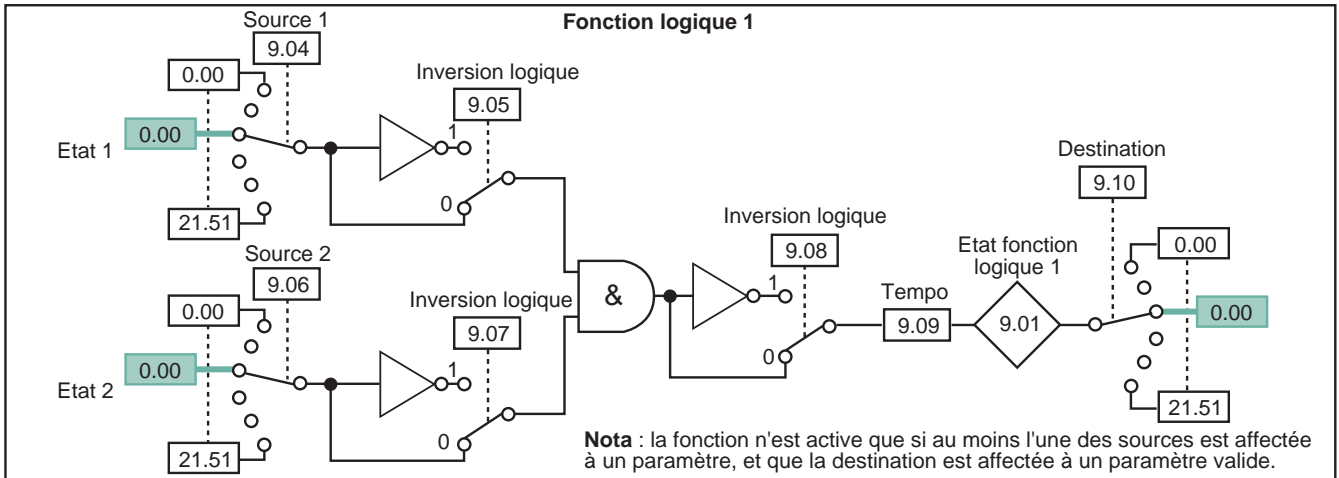 Fonction logique 1
Source 1
9.04
0.00
Etat 1
0.00
21.51
Inversion logique
9.05
1
0
Source 2
9.06
0.00
Etat 2
0.00
21.51
Inversion logique
9.07
1
0
&
Inversion logique
9.08
1
0
Tempo
9.09
Etat fonction
logique 1
9.01
Destination
9.10
0.00
0.00
21.51
Nota : la fonction n'est active que si au moins l'une des sources est affectée
à un paramètre, et que la destination est affectée à un paramètre valide.